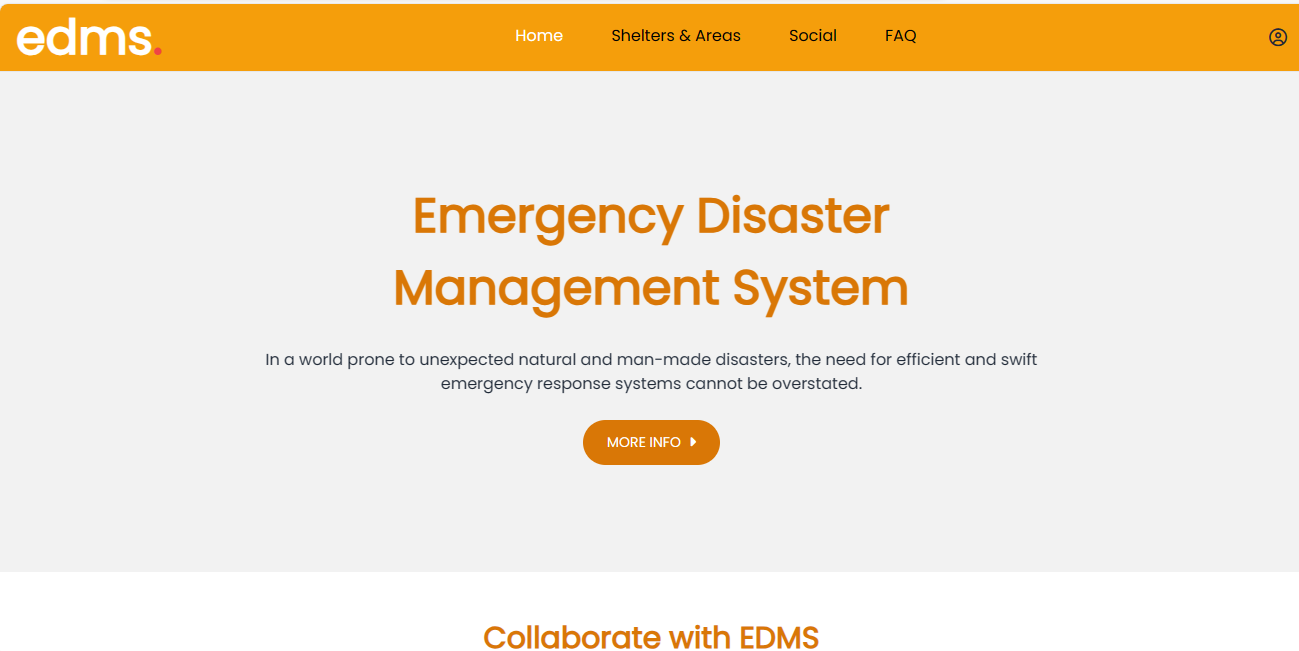 edms.
Home Shelters & Areas Social FAQ
Emergency Disaster
Management System
In a world prone to unexpected natural and man-made disasters, the need for efficient and swift
emergency response systems cannot be overstated.
MORE INFO
Collaborate with EDMS